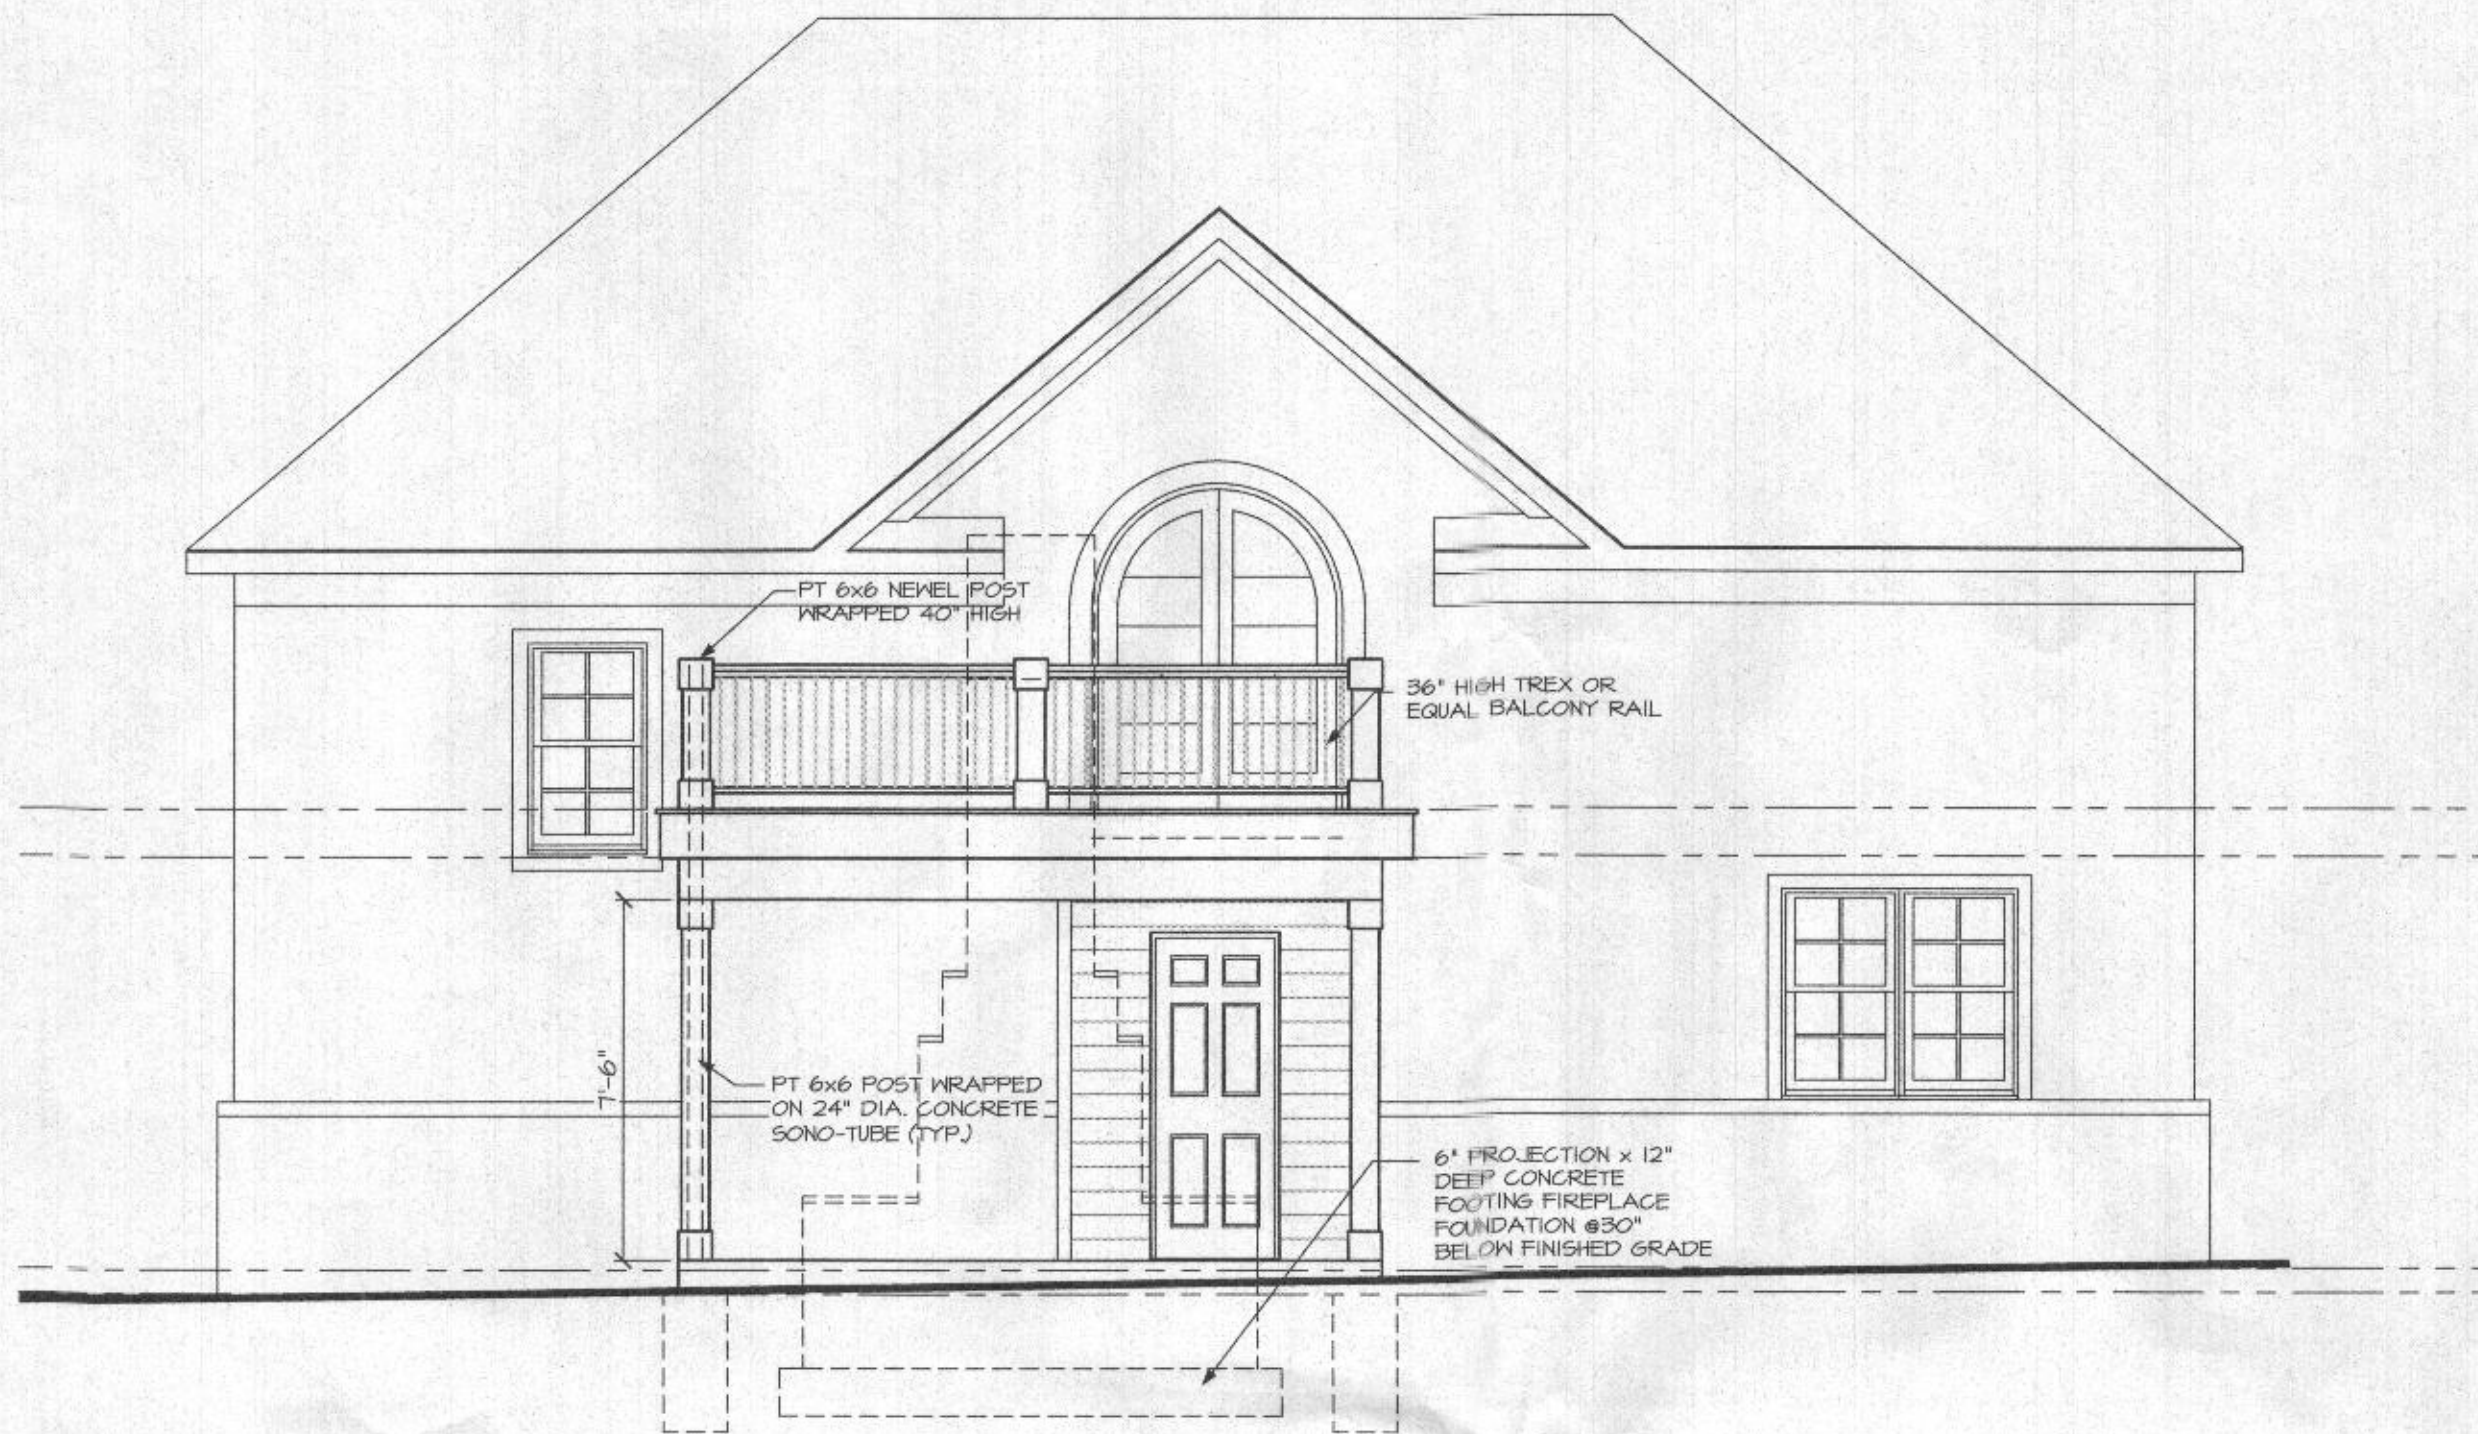 PT 6x6 NEWEL POST
WRAPPED 40" HIGH
36" HIGH TREX OR
EQUAL BALCONY RAIL
7'-6"
PT 6x6 POST WRAPPED
ON 24" DIA. CONCRETE
SONO-TUBE (TYP.)
6" PROJECTION x 12"
DEEP CONCRETE
FOOTING FIREPLACE
FOUNDATION @30"
BELOW FINISHED GRADE